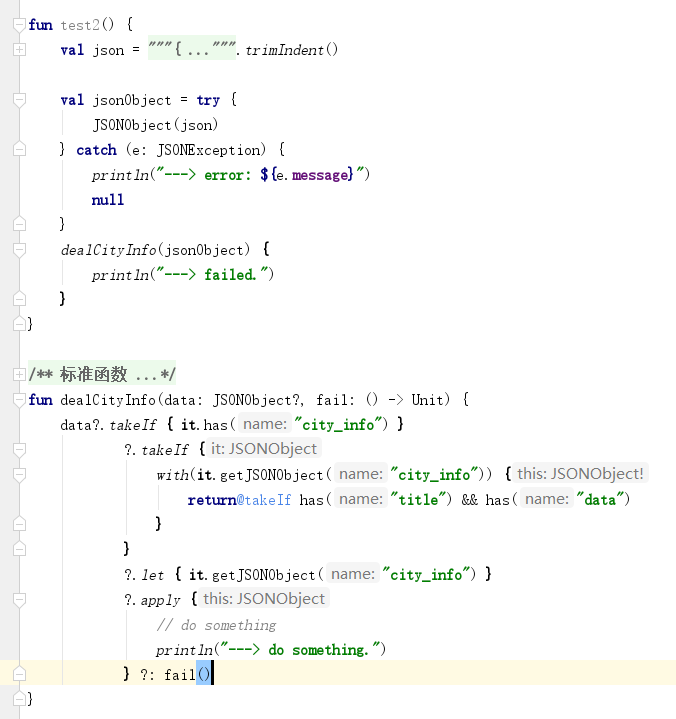 fun test2() {
    val json = """{ ...""".trimIndent()

    val jsonObject = try {
        JSONObject(json)
    } catch (e: JSONException) {
        println("---> error: ${e.message}")
        null
    }
    dealCityInfo(jsonObject) {
        println("---> failed.")
    }
}

/** 标准函数 ...*/
fun dealCityInfo(data: JSONObject?, fail: () -> Unit) {
    data?.takeIf { it.has( name: "city_info") }
            ?.takeIf { it: JSONObject
                with(it.getJSONObject( name: "city_info")) { this: JSONObject!
                    return@takeIf has( name: "title") && has( name: "data")
                }
            }
            ?.let { it.getJSONObject( name: "city_info") }
            ?.apply { this: JSONObject
                // do something
                println("---> do something.")
            } ?: fail()
}